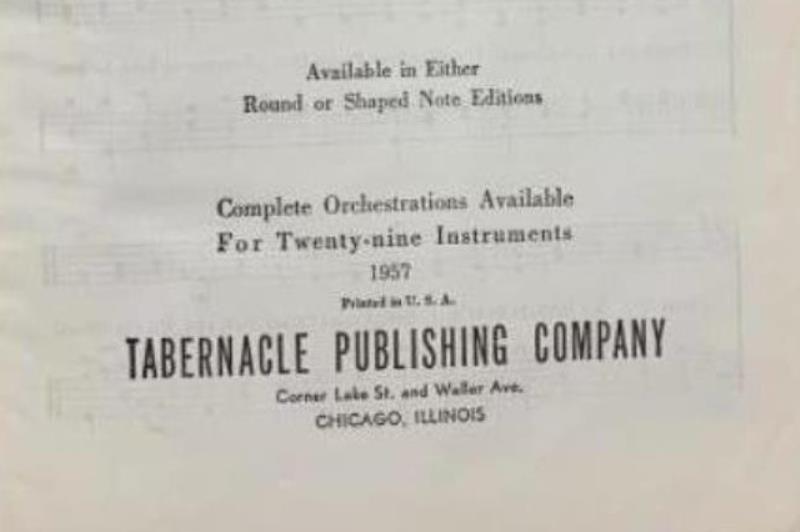 Available in Either
Round or Shaped Note Editions
Complete Orchestrations Available
For Twenty-nine Instruments
1957
Printed in U. S. A.
TABERNACLE PUBLISHING COMPANY
Corner Lake St. and Waller Ave.
CHICAGO, ILLINOIS